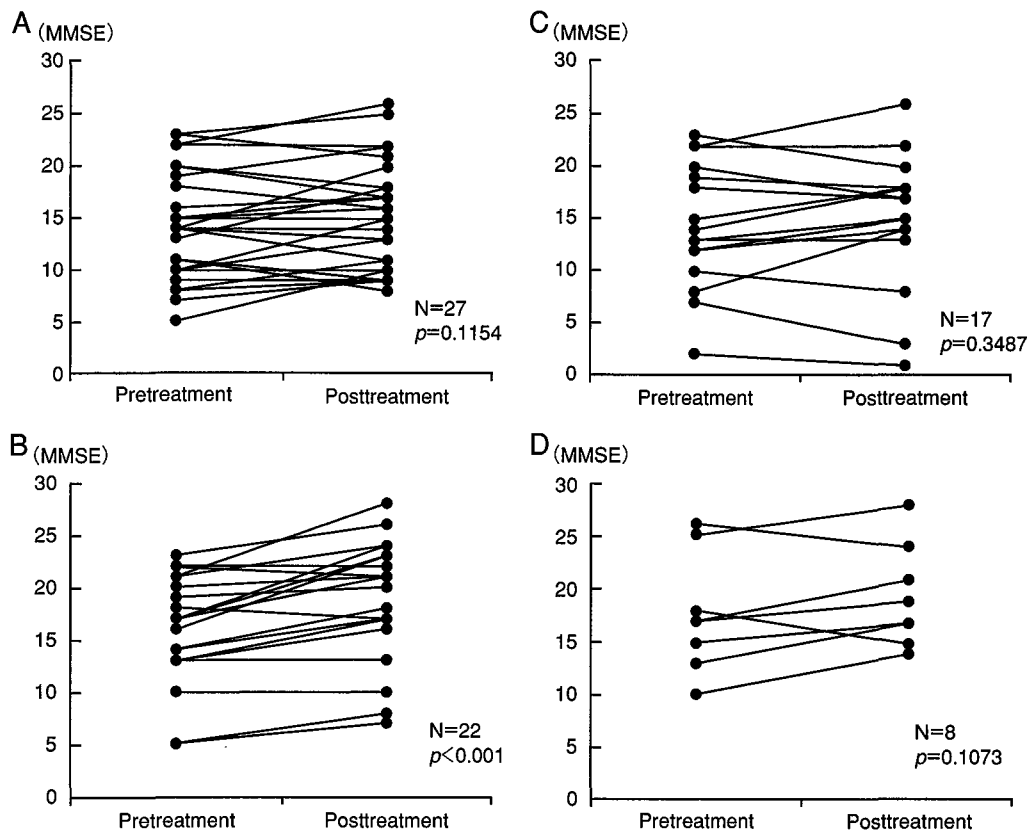 A (MMSE)
30
25
20
15
10
5
0
Pretreatment Posttreatment
N=27
p=0.1154
C (MMSE)
30
25
20
15
10
5
0
Pretreatment Posttreatment
N=17
p=0.3487
B (MMSE)
30
25
20
15
10
5
0
Pretreatment Posttreatment
N=22
p<0.001
D (MMSE)
30
25
20
15
10
5
0
Pretreatment Posttreatment
N=8
p=0.1073